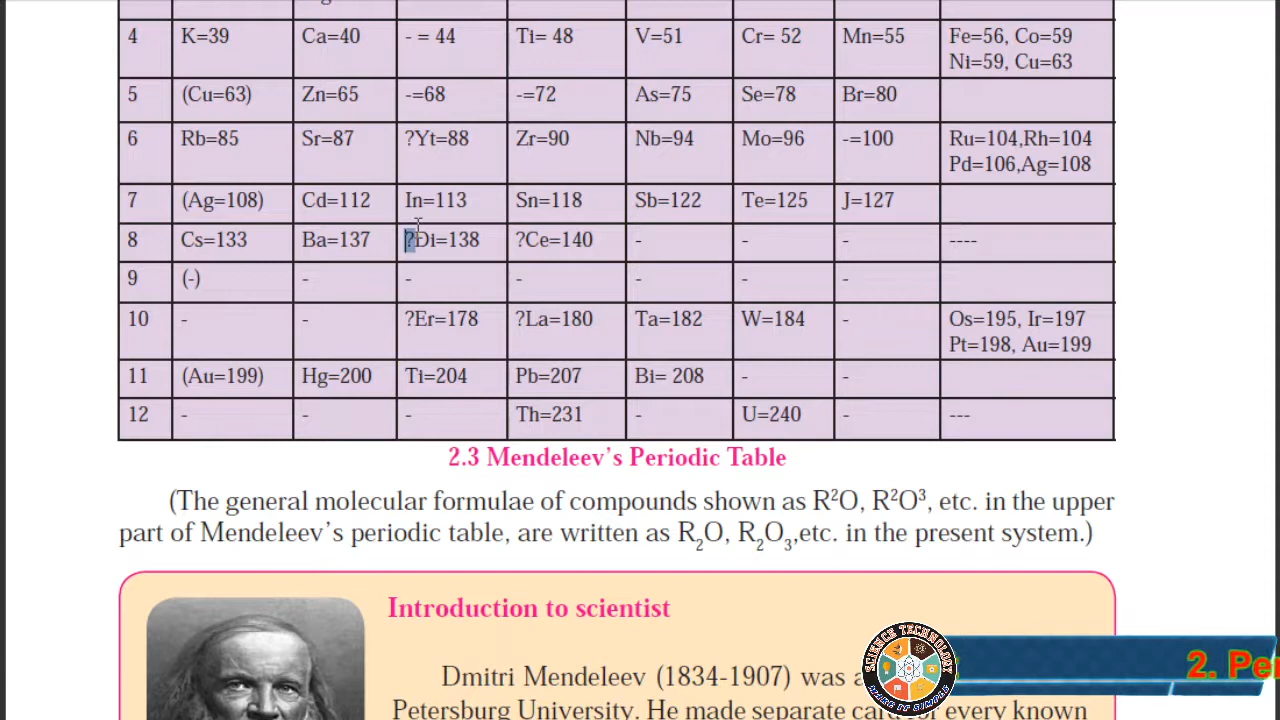 4 K=39 Ca=40 - = 44 Ti= 48 V=51 Cr= 52 Mn=55 Fe=56, Co=59
Ni=59, Cu=63
5 (Cu=63) Zn=65 -=68 -=72 As=75 Se=78 Br=80
6 Rb=85 Sr=87 ?Yt=88 Zr=90 Nb=94 Mo=96 -=100 Ru=104,Rh=104
Pd=106,Ag=108
7 (Ag=108) Cd=112 In=113 Sn=118 Sb=122 Te=125 J=127
8 Cs=133 Ba=137 ?Di=138 ?Ce=140 - - - ----
9 (-) - - - - - -
10 - - ?Er=178 ?La=180 Ta=182 W=184 - Os=195, Ir=197
Pt=198, Au=199
11 (Au=199) Hg=200 Ti=204 Pb=207 Bi= 208 - -
12 - - - Th=231 - U=240 - ---
2.3 Mendeleev's Periodic Table
(The general molecular formulae of compounds shown as R²O, R²O³, etc. in the upper
part of Mendeleev's periodic table, are written as R₂O, R₂O₃,etc. in the present system.)
Introduction to scientist
Dmitri Mendeleev (1834-1907) was a
Petersburg University. He made separate card for every known
SCIENCE TECHNOLOGY
MAKE IT SIMPLE
2. Pe